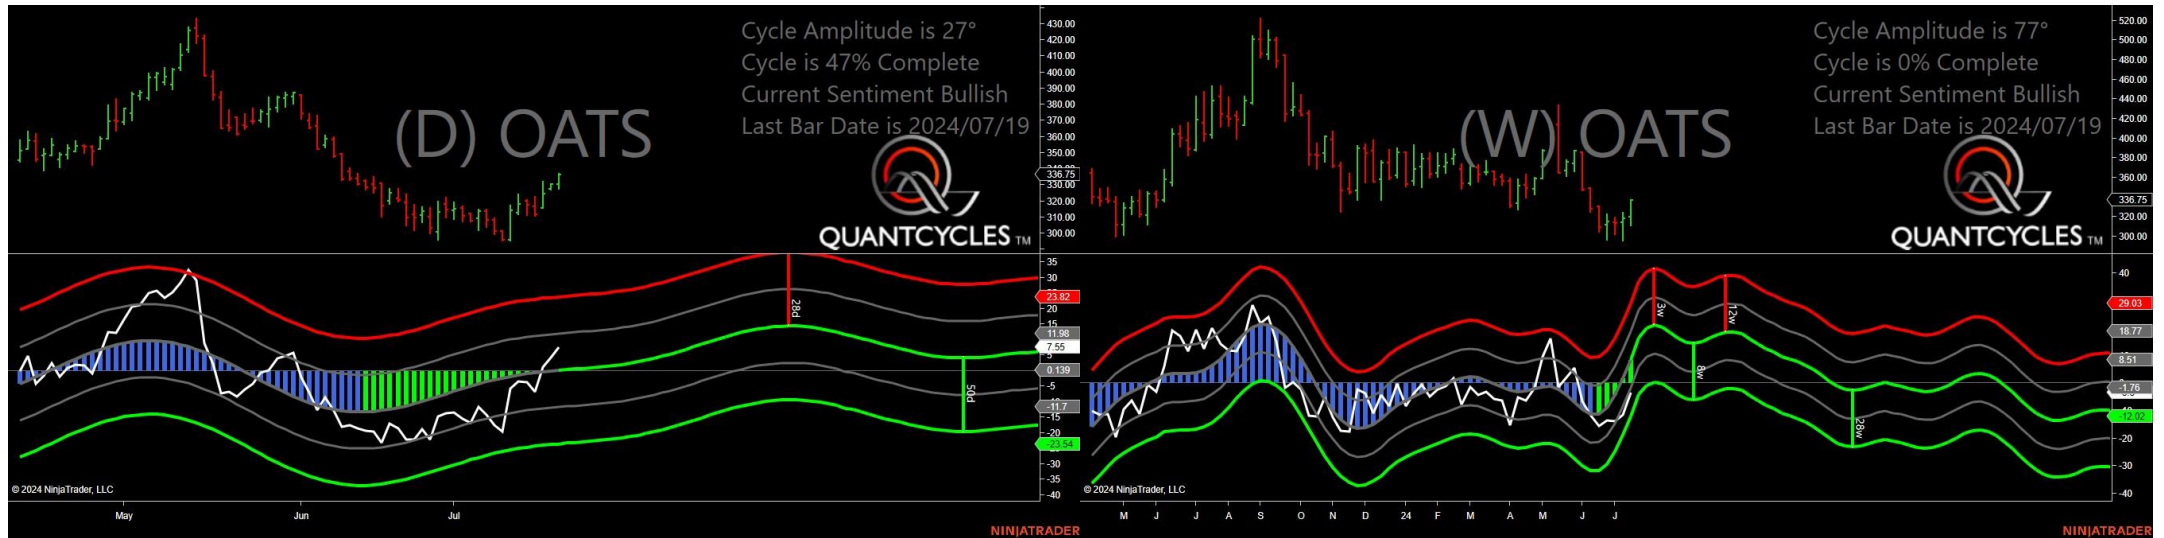 Cycle Amplitude is 27°
Cycle is 47% Complete
Current Sentiment Bullish
Last Bar Date is 2024/07/19
(D) OATS
QUANTCYCLES TM
430.00
420.00
410.00
400.00
390.00
380.00
370.00
360.00
350.00
340.00
336.75
330.00
320.00
310.00
300.00
35
30
23.82
20
15
11.98
7.55
5
0.139
-5
-11.7
-15
-20
-23.54
-30
-35
-40
28d
50d
© 2024 NinjaTrader, LLC
May Jun Jul
NINJATRADER
Cycle Amplitude is 77°
Cycle is 0% Complete
Current Sentiment Bullish
Last Bar Date is 2024/07/19
(W) OATS
QUANTCYCLES TM
520.00
500.00
480.00
460.00
440.00
420.00
400.00
380.00
360.00
336.75
320.00
300.00
40
29.03
18.77
8.51
-1.76
-12.02
-20
-30
-40
3w
12w
8w
28w
© 2024 NinjaTrader, LLC
M J J A S O N D 24 F M A M J J
NINJATRADER